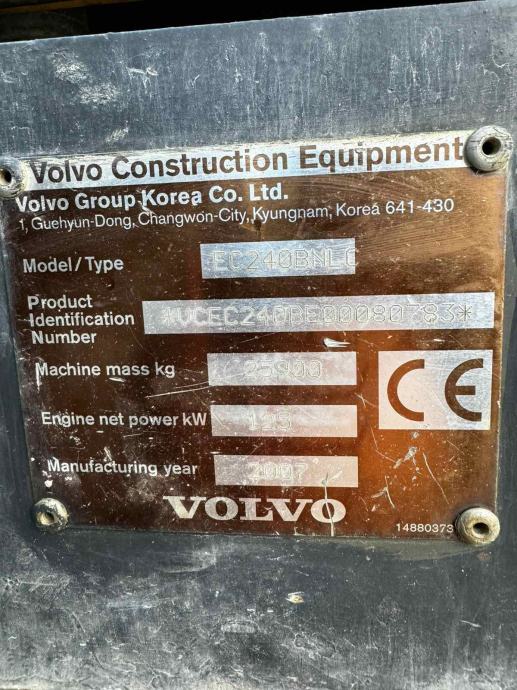 Volvo Construction Equipment
Volvo Group Korea Co. Ltd.
1, Guehyun-Dong, Changwon-City, Kyungnam, Korea 641-430
Model/Type EC240BNLC
Product Identification Number *VCEC240BE00080 83*
Machine mass kg 25900
Engine net power kW 125
Manufacturing year 2007
CE
VOLVO
14880373